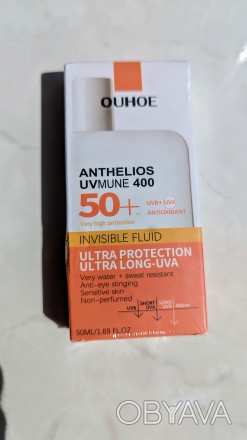 OUHOE
ANTHELIOS
UVMUNE 400
50+
UVB+UVA
ANTIOXIDANT
Very high protection
INVISIBLE FLUID
ULTRA PROTECTION
ULTRA LONG-UVA
Very water + sweat resistant
Anti-eye stinging
Sensitive skin
Non-perfumed
UVB
SHORT
UVA
ULTRA
50ML/1.69 FL.OZ
OBYAVA